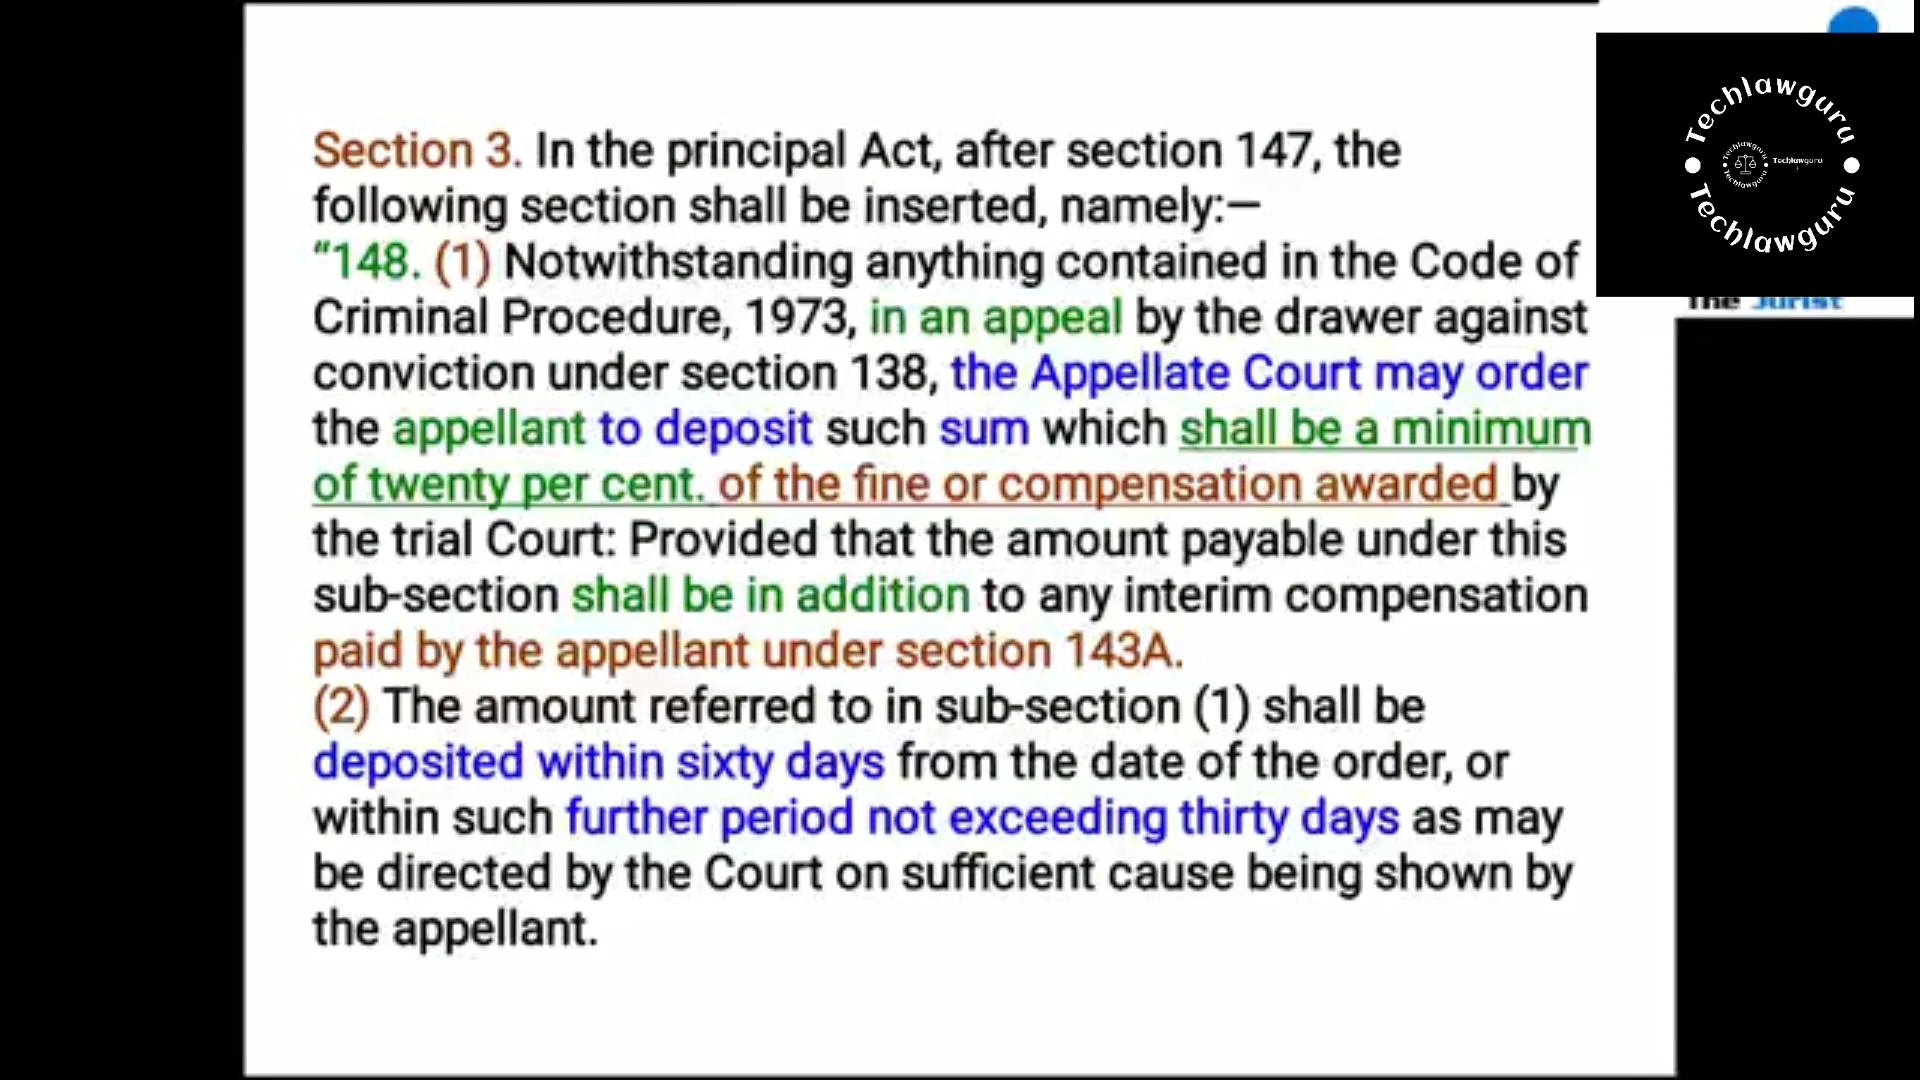 Section 3. In the principal Act, after section 147, the
following section shall be inserted, namely:—
“148. (1) Notwithstanding anything contained in the Code of
Criminal Procedure, 1973, in an appeal by the drawer against
conviction under section 138, the Appellate Court may order
the appellant to deposit such sum which shall be a minimum
of twenty per cent. of the fine or compensation awarded by
the trial Court: Provided that the amount payable under this
sub-section shall be in addition to any interim compensation
paid by the appellant under section 143A.
(2) The amount referred to in sub-section (1) shall be
deposited within sixty days from the date of the order, or
within such further period not exceeding thirty days as may
be directed by the Court on sufficient cause being shown by
the appellant.
Techlawguru
Techlawguru
Techlawguru
Techlawguru
Techlawguru
The Jurist